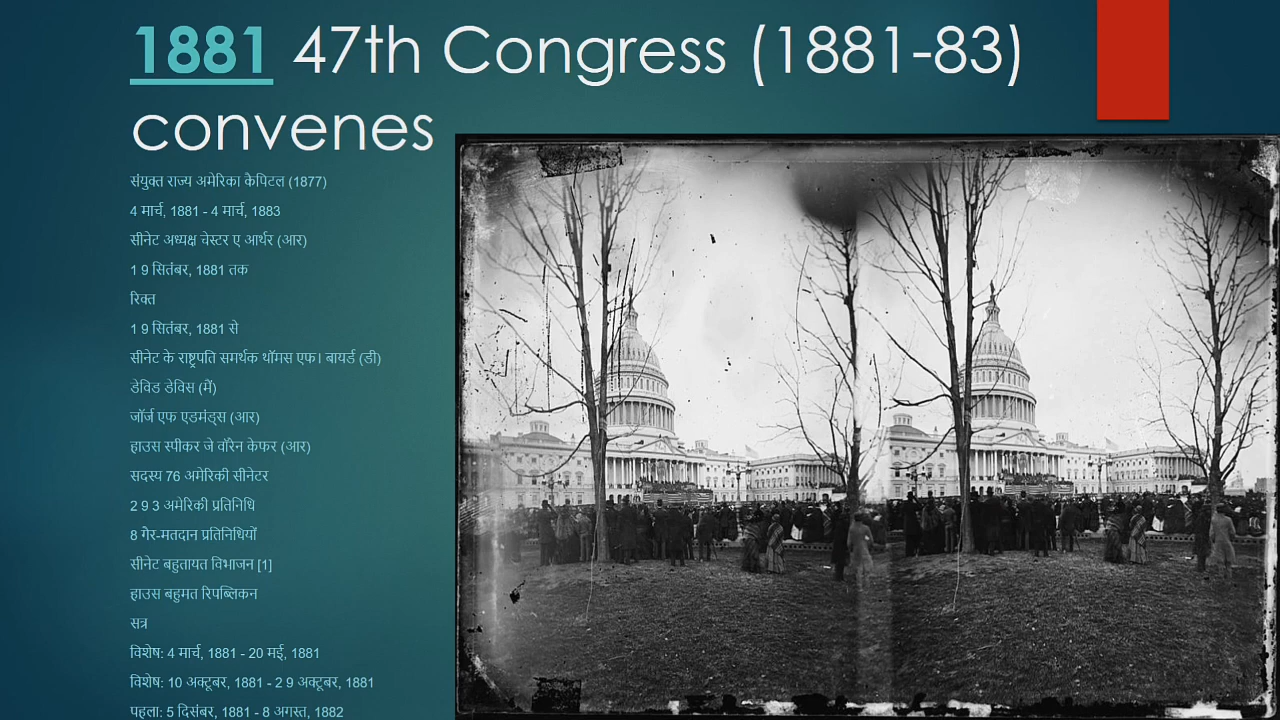 1881 47th Congress (1881-83)
convenes
संयुक्त राज्य अमेरिका कैपिटल (1877)
4 मार्च, 1881 - 4 मार्च, 1883
सीनेट अध्यक्ष चेस्टर ए आर्थर (आर)
1 9 सितंबर, 1881 तक
रिक्त
1 9 सितंबर, 1881 से
सीनेट के राष्ट्रपति समर्थक थॉमस एफ। बायर्ड (डी)
डेविड डेविस (मैं)
जॉर्ज एफ एडमंड्स (आर)
हाउस स्पीकर जे वॉरेन केफर (आर)
सदस्य 76 अमेरिकी सीनेटर
2 9 3 अमेरिकी प्रतिनिधि
8 गैर-मतदान प्रतिनिधियों
सीनेट बहुतायत विभाजन [1]
हाउस बहुमत रिपब्लिकन
सत्र
विशेष: 4 मार्च, 1881 - 20 मई, 1881
विशेष: 10 अक्टूबर, 1881 - 2 9 अक्टूबर, 1881
पहला: 5 दिसंबर, 1881 - 8 अगस्त, 1882